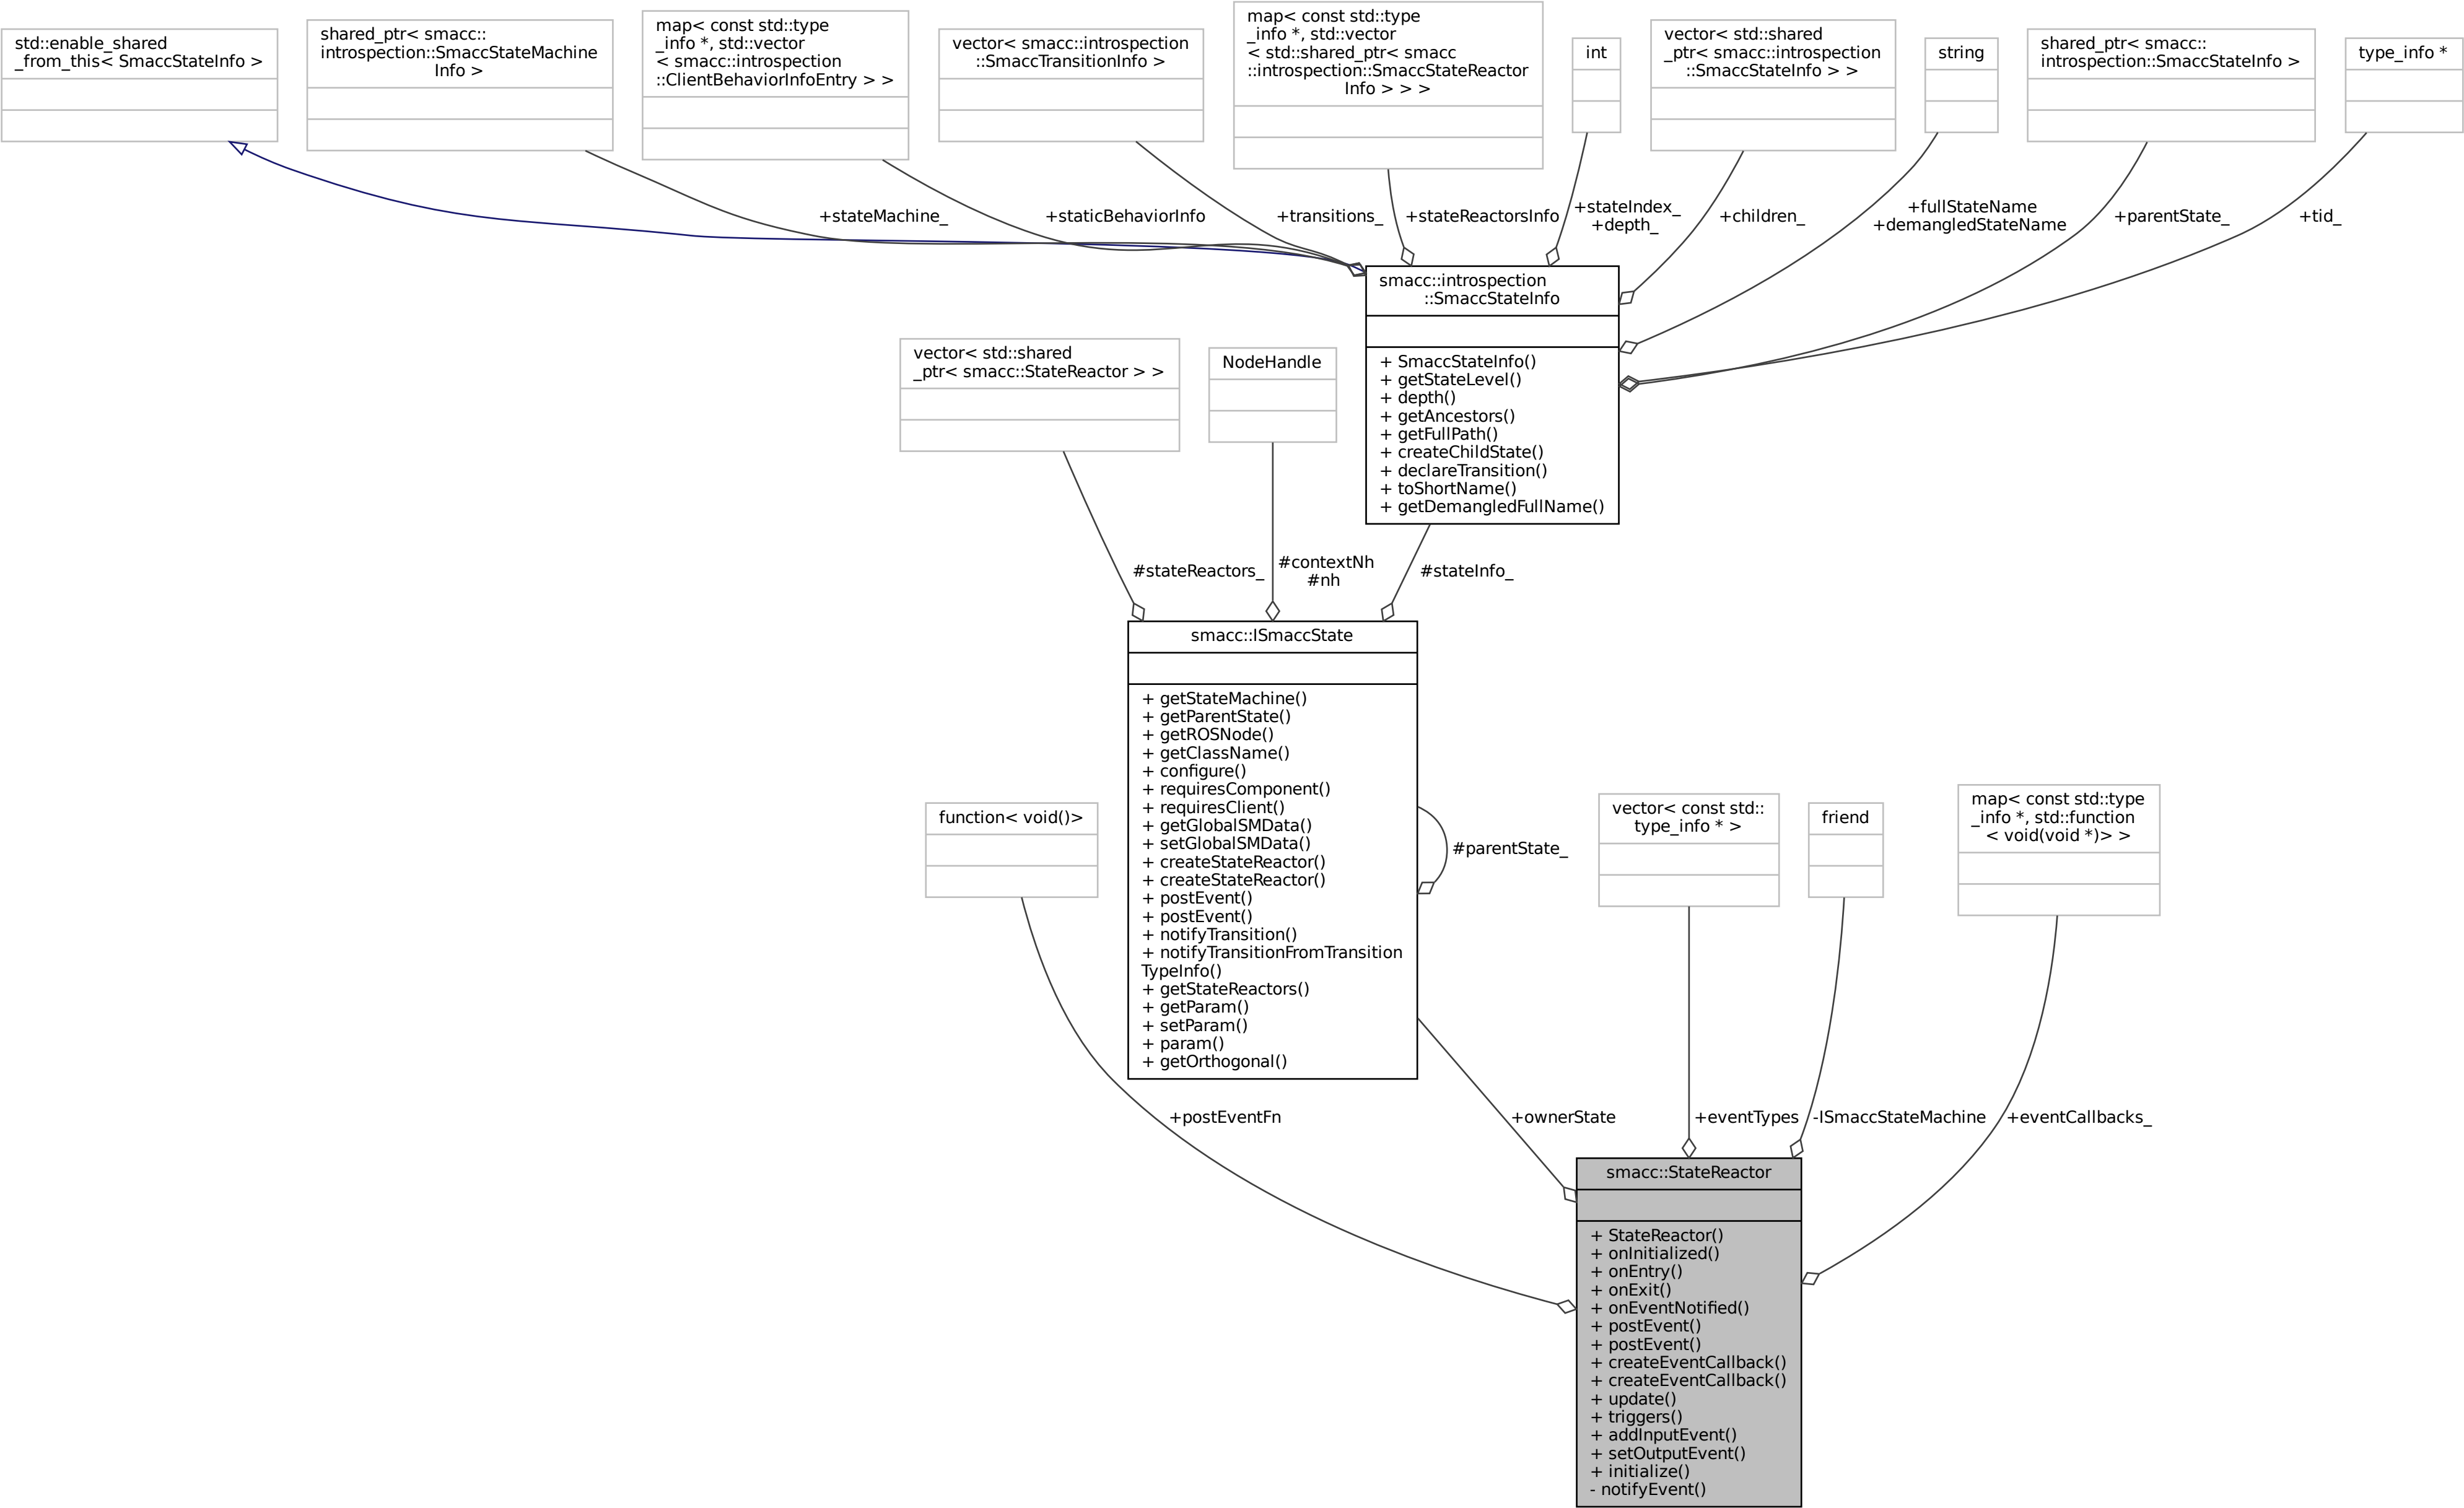 std::enable_shared
_from_this< SmaccStateInfo >
shared_ptr< smacc::
introspection::SmaccStateMachine
Info >
map< const std::type
_info *, std::vector
< smacc::introspection
::ClientBehaviorInfoEntry > >
vector< smacc::introspection
::SmaccTransitionInfo >
map< const std::type
_info *, std::vector
< std::shared_ptr< smacc
::introspection::SmaccStateReactor
Info > > >
int
vector< std::shared
_ptr< smacc::introspection
::SmaccStateInfo > >
string
shared_ptr< smacc::
introspection::SmaccStateInfo >
type_info *
+stateMachine_
+staticBehaviorInfo
+transitions_
+stateReactorsInfo
+stateIndex_
+depth_
+children_
+fullStateName
+demangledStateName
+parentState_
+tid_
smacc::introspection
::SmaccStateInfo
+ SmaccStateInfo()
+ getStateLevel()
+ depth()
+ getAncestors()
+ getFullPath()
+ createChildState()
+ declareTransition()
+ toShortName()
+ getDemangledFullName()
vector< std::shared
_ptr< smacc::StateReactor > >
NodeHandle
#stateReactors_
#contextNh
#nh
#stateInfo_
smacc::ISmaccState
+ getStateMachine()
+ getParentState()
+ getROSNode()
+ getClassName()
+ configure()
+ requiresComponent()
+ requiresClient()
+ getGlobalSMData()
+ setGlobalSMData()
+ createStateReactor()
+ createStateReactor()
+ postEvent()
+ postEvent()
+ notifyTransition()
+ notifyTransitionFromTransition
TypeInfo()
+ getStateReactors()
+ getParam()
+ setParam()
+ param()
+ getOrthogonal()
#parentState_
function< void()>
vector< const std::
type_info * >
friend
map< const std::type
_info *, std::function
< void(void *)> >
+postEventFn
+ownerState
+eventTypes
-ISmaccStateMachine
+eventCallbacks_
smacc::StateReactor
+ StateReactor()
+ onInitialized()
+ onEntry()
+ onExit()
+ onEventNotified()
+ postEvent()
+ postEvent()
+ createEventCallback()
+ createEventCallback()
+ update()
+ triggers()
+ addInputEvent()
+ setOutputEvent()
+ initialize()
- notifyEvent()